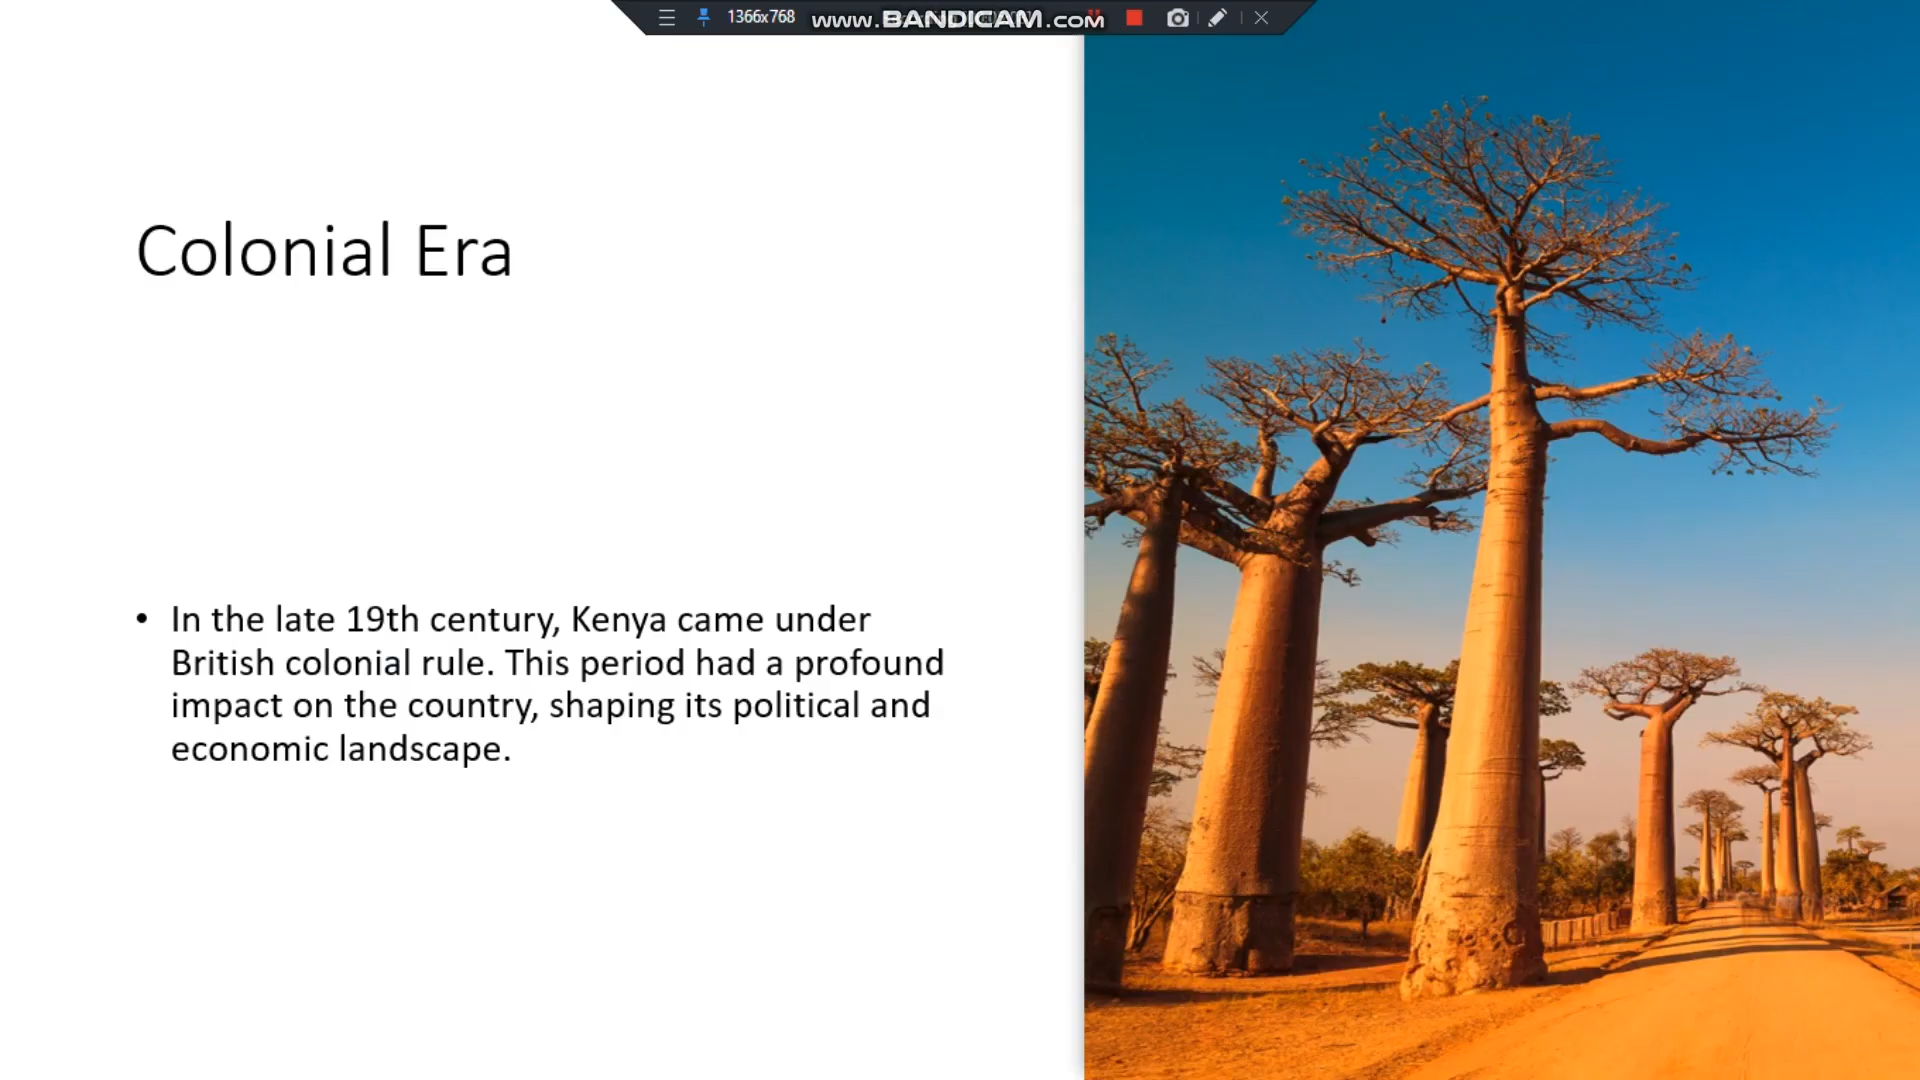 1366x768
www.BANDICAM.com
Colonial Era
• In the late 19th century, Kenya came under
British colonial rule. This period had a profound
impact on the country, shaping its political and
economic landscape.